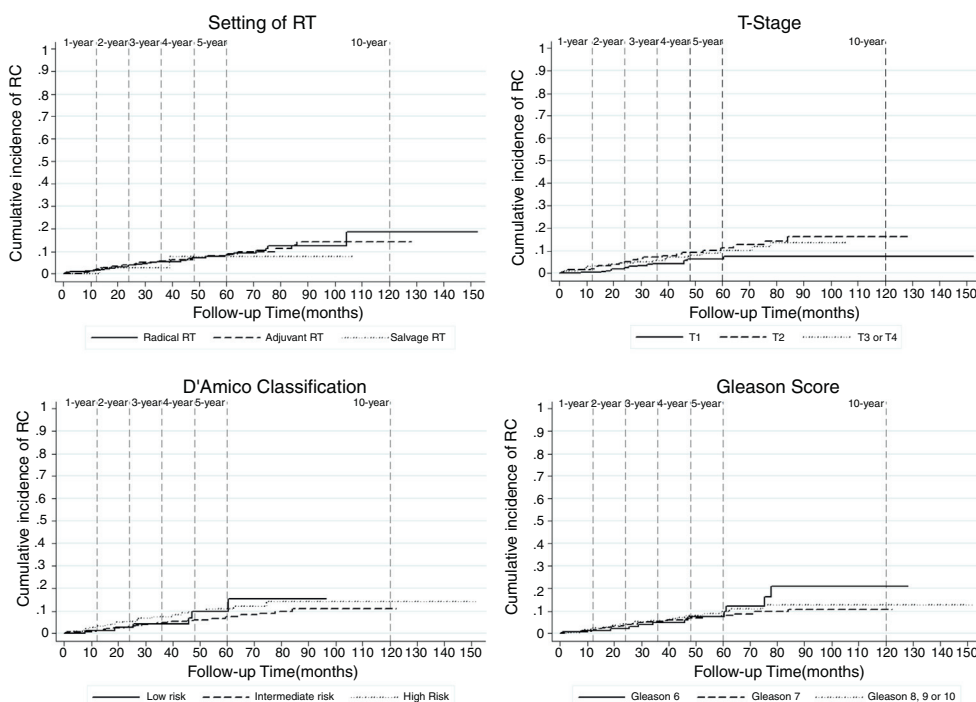 Setting of RT
1-year 2-year 3-year 4-year 5-year 10-year
Cumulative incidence of RC
1
.9
.8
.7
.6
.5
.4
.3
.2
.1
0
0 10 20 30 40 50 60 70 80 90 100 110 120 130 140 150
Follow-up Time(months)
Radical RT Adjuvant RT Salvage RT
T-Stage
1-year 2-year 3-year 4-year 5-year 10-year
Cumulative incidence of RC
1
.9
.8
.7
.6
.5
.4
.3
.2
.1
0
0 10 20 30 40 50 60 70 80 90 100 110 120 130 140 150
Follow-up Time(months)
T1 T2 T3 or T4
D'Amico Classification
1-year 2-year 3-year 4-year 5-year 10-year
Cumulative incidence of RC
1
.9
.8
.7
.6
.5
.4
.3
.2
.1
0
0 10 20 30 40 50 60 70 80 90 100 110 120 130 140 150
Follow-up Time(months)
Low risk Intermediate risk High Risk
Gleason Score
1-year 2-year 3-year 4-year 5-year 10-year
Cumulative incidence of RC
1
.9
.8
.7
.6
.5
.4
.3
.2
.1
0
0 10 20 30 40 50 60 70 80 90 100 110 120 130 140 150
Follow-up Time(months)
Gleason 6 Gleason 7 Gleason 8, 9 or 10